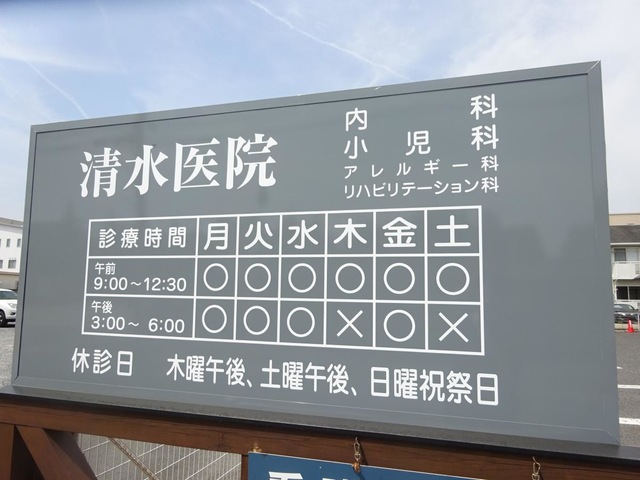 清水医院
内科
小児科
アレルギー科
リハビリテーション科
診療時間 月 火 水 木 金 土
午前 9:00～12:30 ○ ○ ○ ○ ○ ○
午後 3:00～ 6:00 ○ ○ ○ × ○ ×
休診日 木曜午後、土曜午後、日曜祝祭日